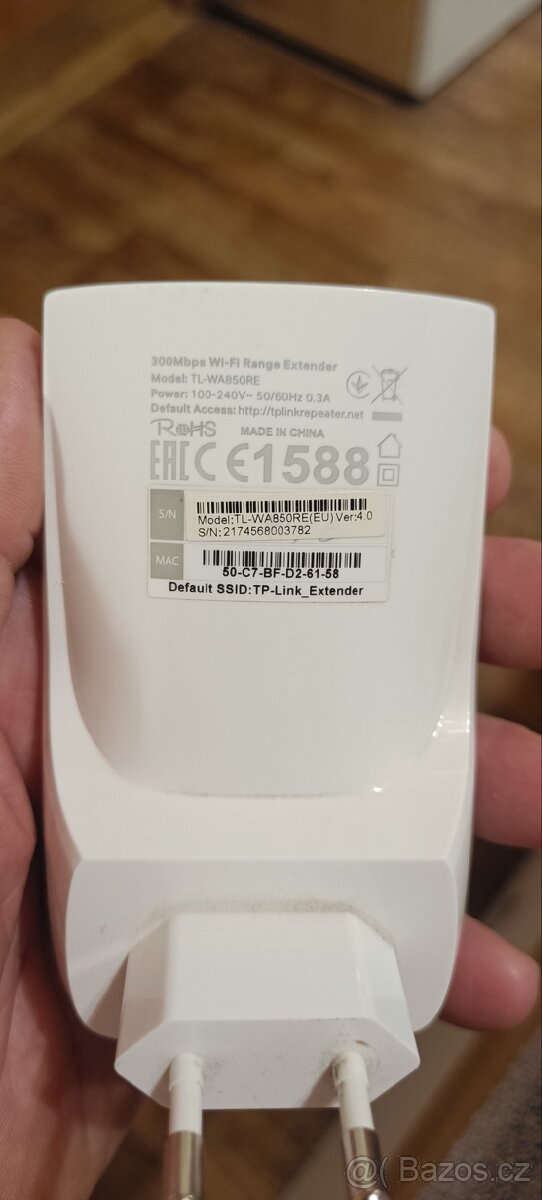 300Mbps Wi-Fi Range Extender
Model: TL-WA850RE
Power: 100-240V~ 50/60Hz 0.3A
Default Access: http://tplinkrepeater.net
RoHS MADE IN CHINA
EAC CE1588
S/N
Model:TL-WA850RE(EU) Ver:4.0
S/N:2174568003782
MAC
50-C7-BF-D2-61-58
Default SSID:TP-Link_Extender
@ Bazos.cz